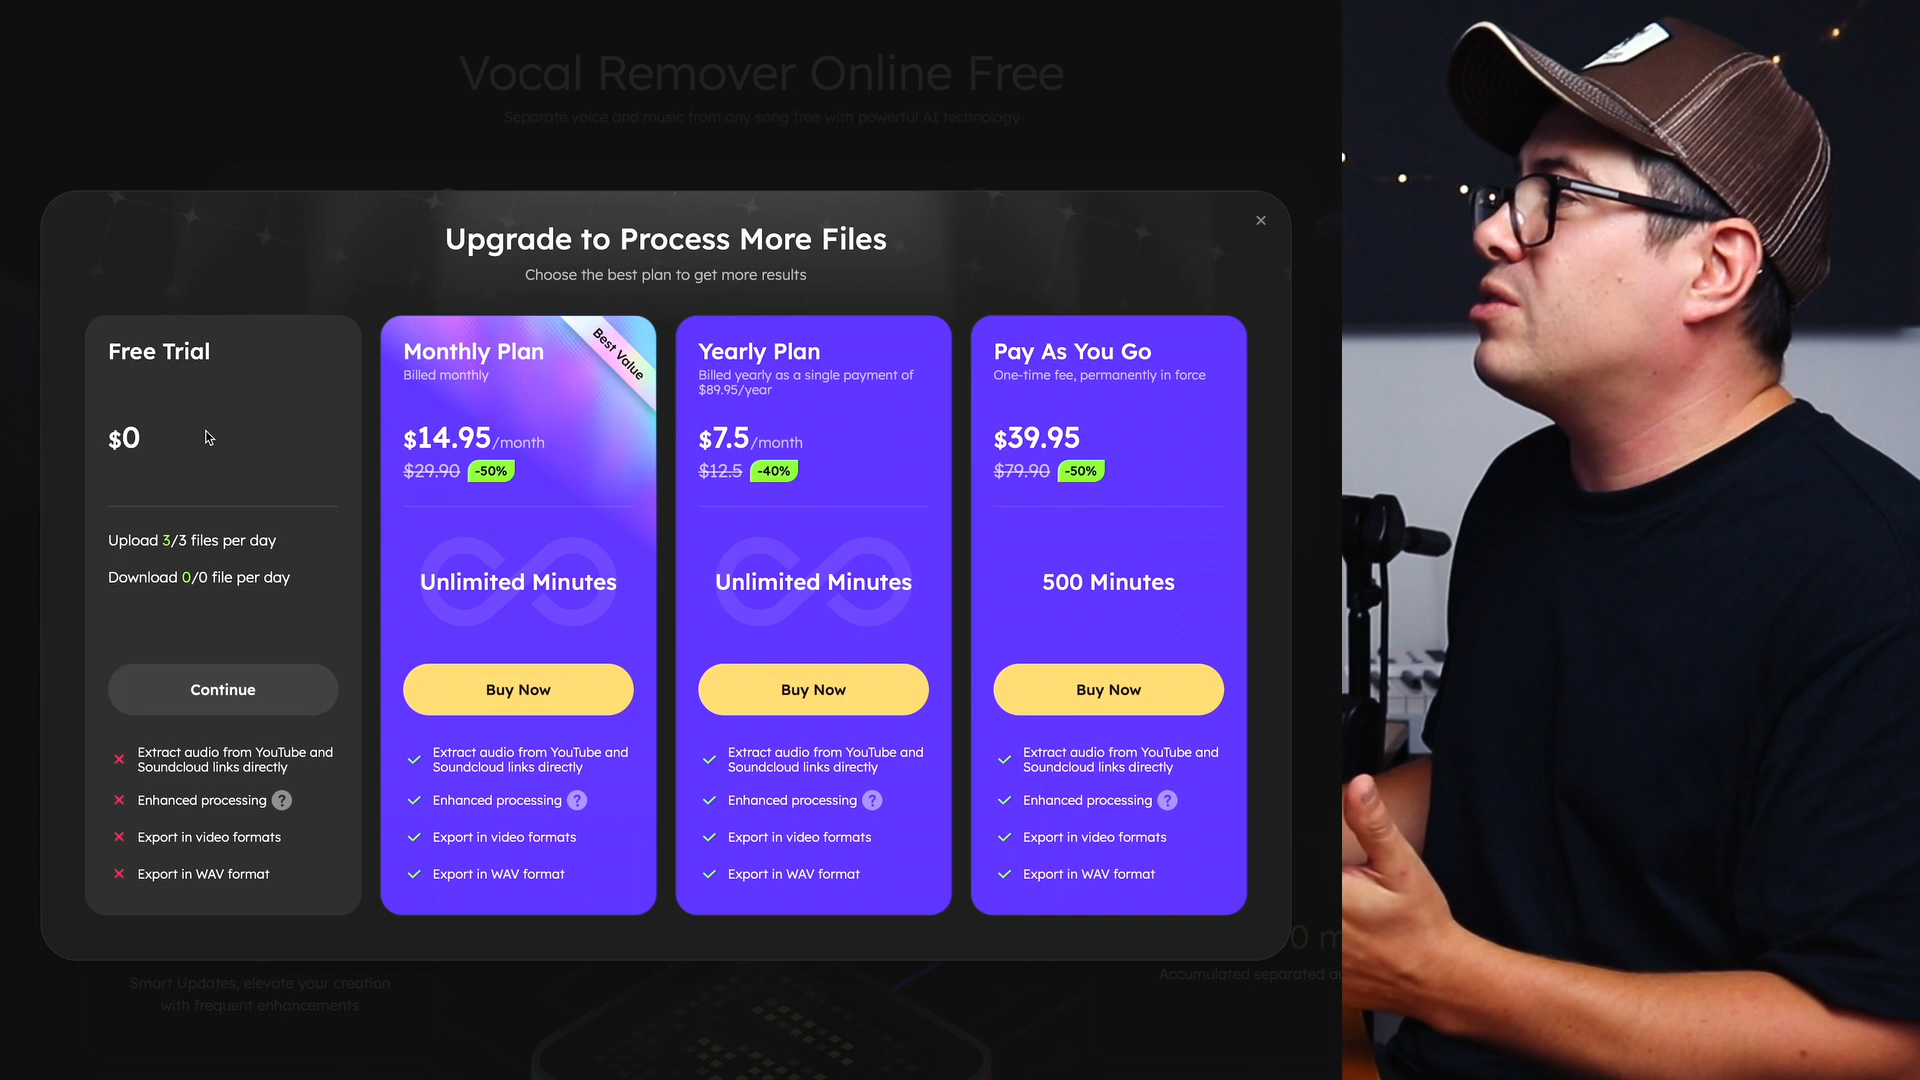 Vocal Remover Online Free
Separate voice and music from any song free with powerful AI technology
Upgrade to Process More Files
Choose the best plan to get more results
Free Trial
$0
Upload 3/3 files per day
Download 0/0 file per day
Continue
Extract audio from YouTube and
Soundcloud links directly
Enhanced processing ?
Export in video formats
Export in WAV format
Best Value
Monthly Plan
Billed monthly
$14.95/month
$29.90 -50%
Unlimited Minutes
Buy Now
Extract audio from YouTube and
Soundcloud links directly
Enhanced processing ?
Export in video formats
Export in WAV format
Yearly Plan
Billed yearly as a single payment of
$89.95/year
$7.5/month
$12.5 -40%
Unlimited Minutes
Buy Now
Extract audio from YouTube and
Soundcloud links directly
Enhanced processing ?
Export in video formats
Export in WAV format
Pay As You Go
One-time fee, permanently in force
$39.95
$79.90 -50%
500 Minutes
Buy Now
Extract audio from YouTube and
Soundcloud links directly
Enhanced processing ?
Export in video formats
Export in WAV format
Smart Updates, elevate your creation
with frequent enhancements
0 m
Accumulated separated